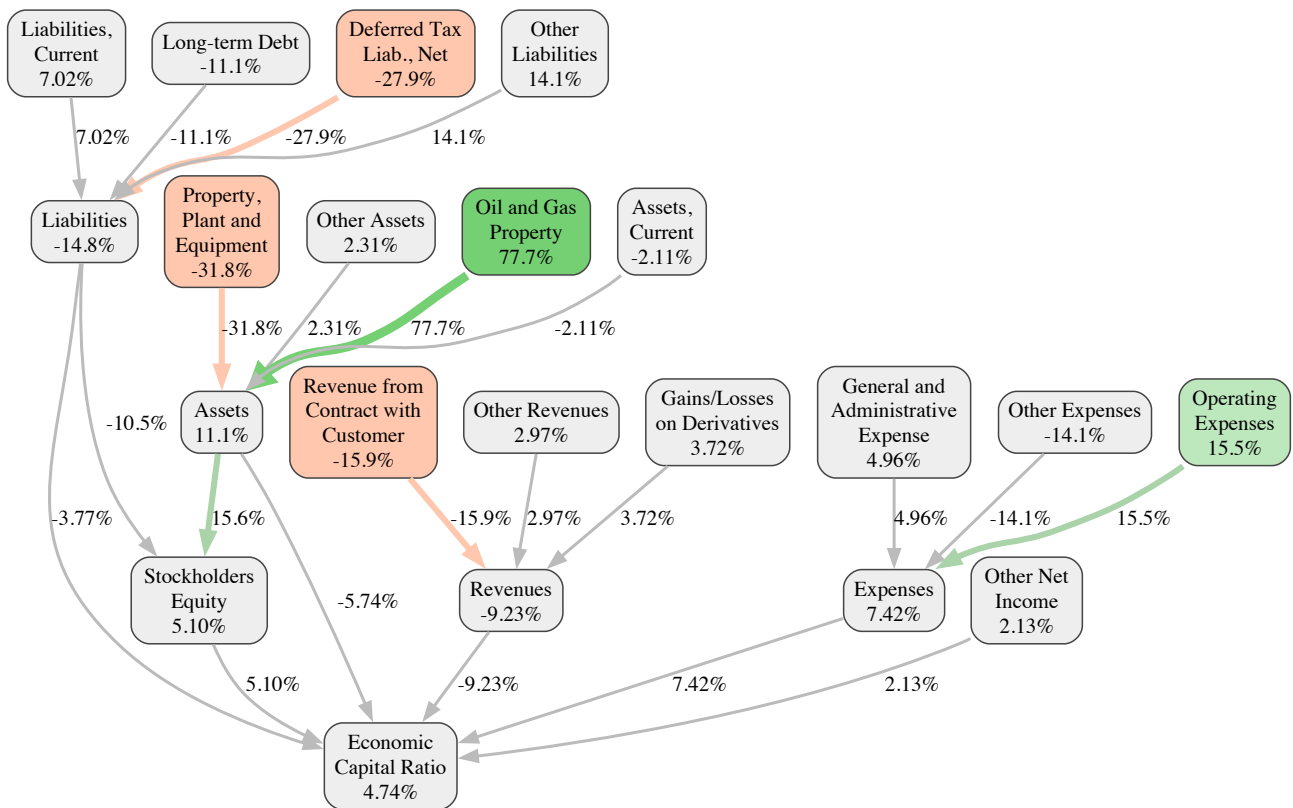 Liabilities,
Current
7.02%
Long-term Debt
-11.1%
Deferred Tax
Liab., Net
-27.9%
Other
Liabilities
14.1%
7.02%
-11.1%
-27.9%
14.1%
Liabilities
-14.8%
Property,
Plant and
Equipment
-31.8%
Other Assets
2.31%
Oil and Gas
Property
77.7%
Assets,
Current
-2.11%
-31.8%
2.31%
77.7%
-2.11%
-10.5%
Assets
11.1%
Revenue from
Contract with
Customer
-15.9%
Other Revenues
2.97%
Gains/Losses
on Derivatives
3.72%
General and
Administrative
Expense
4.96%
Other Expenses
-14.1%
Operating
Expenses
15.5%
-3.77%
15.6%
-15.9%
2.97%
3.72%
4.96%
-14.1%
15.5%
Stockholders
Equity
5.10%
-5.74%
Revenues
-9.23%
Expenses
7.42%
Other Net
Income
2.13%
5.10%
-9.23%
7.42%
2.13%
Economic
Capital Ratio
4.74%